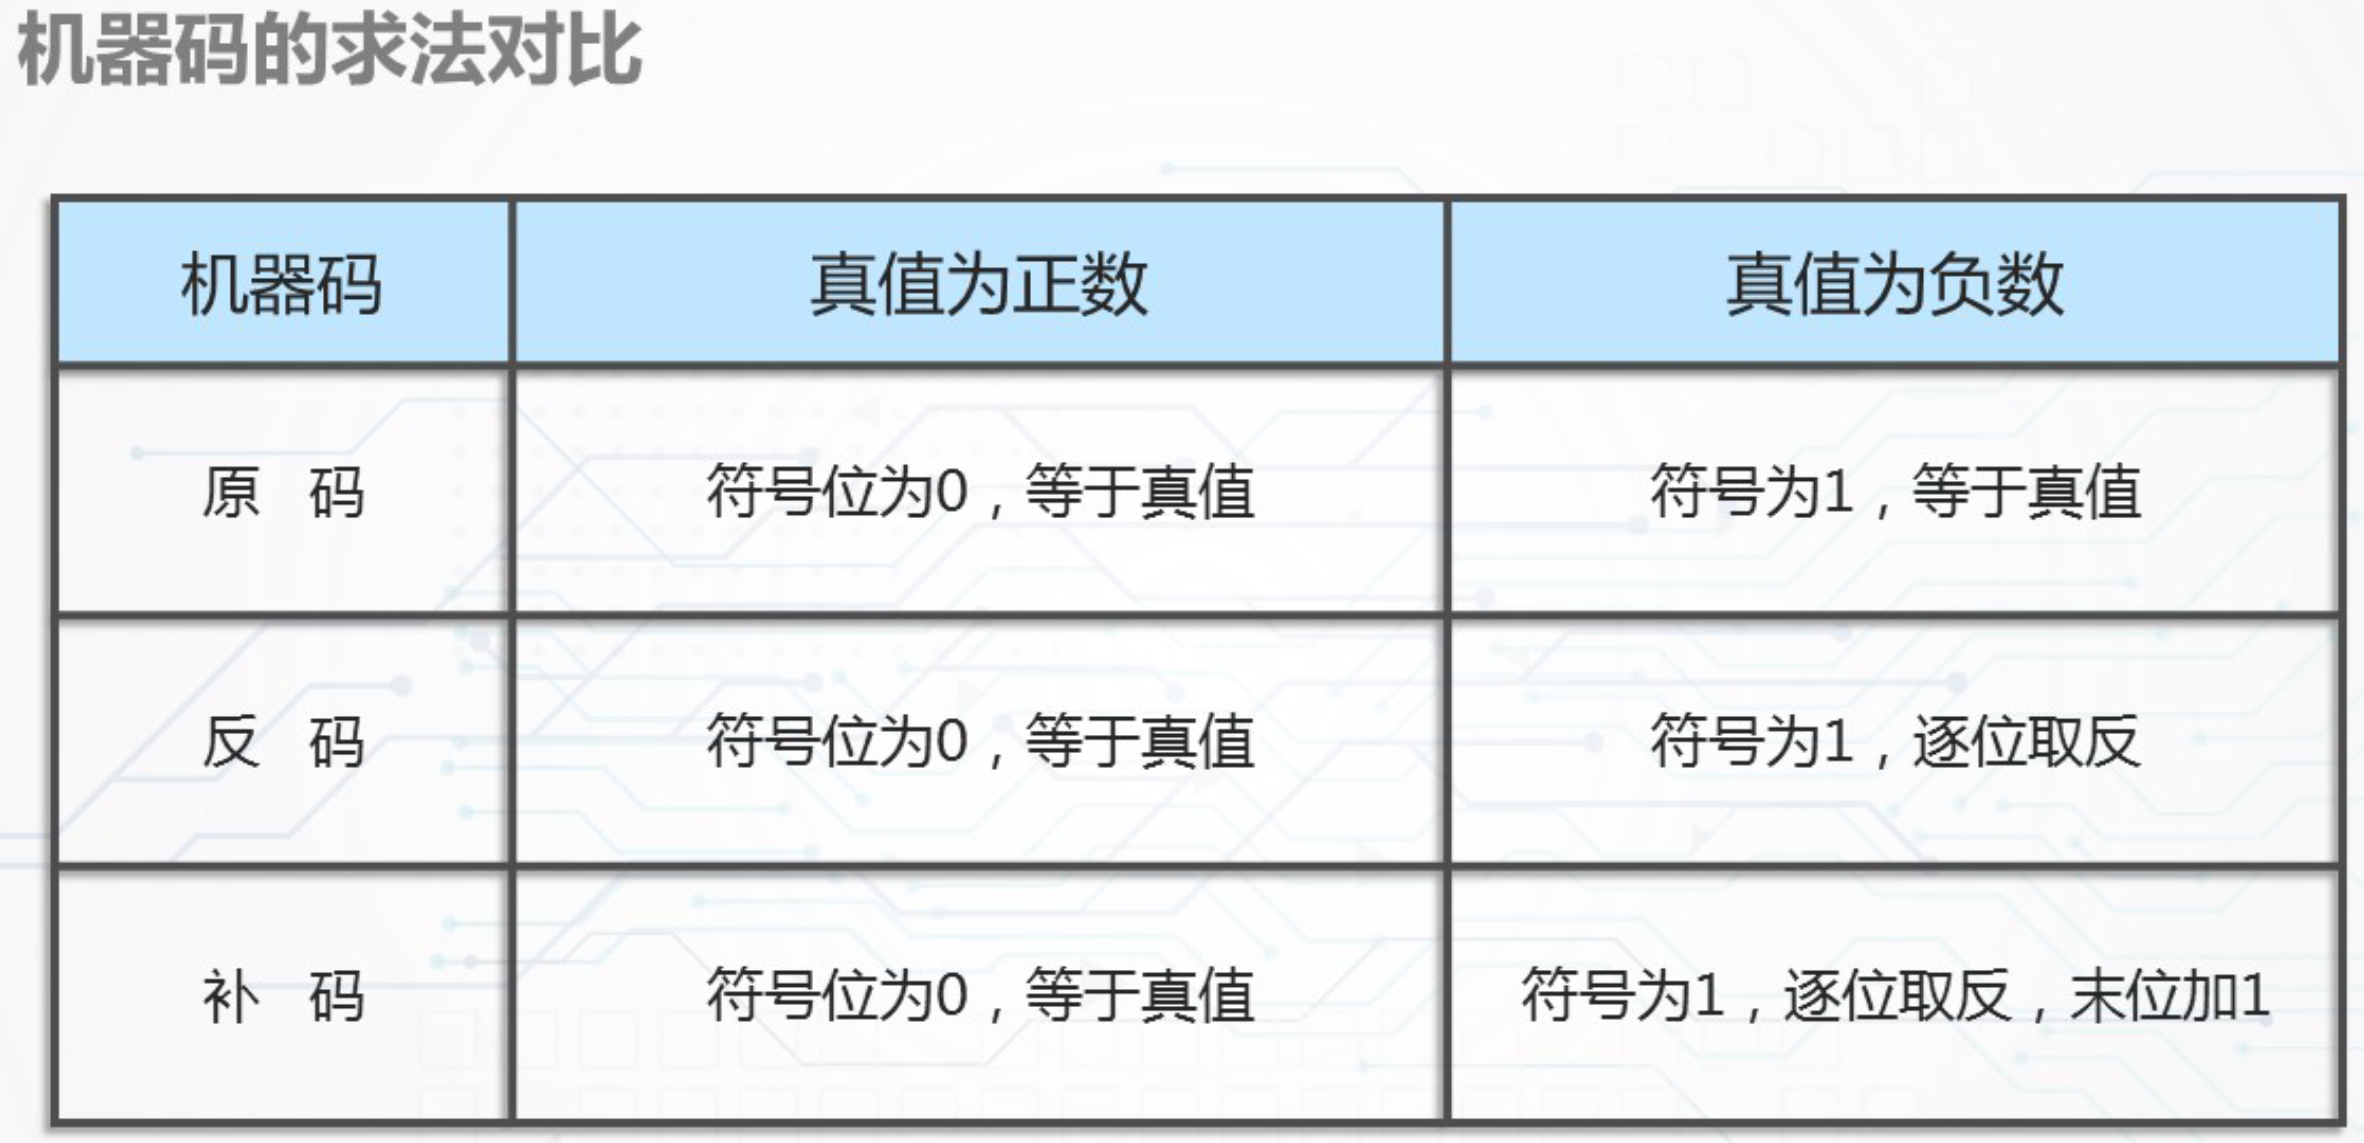 机器码的求法对比
机器码 真值为正数 真值为负数
原 码 符号位为0，等于真值 符号为1，等于真值
反 码 符号位为0，等于真值 符号为1，逐位取反
补 码 符号位为0，等于真值 符号为1，逐位取反，末位加1